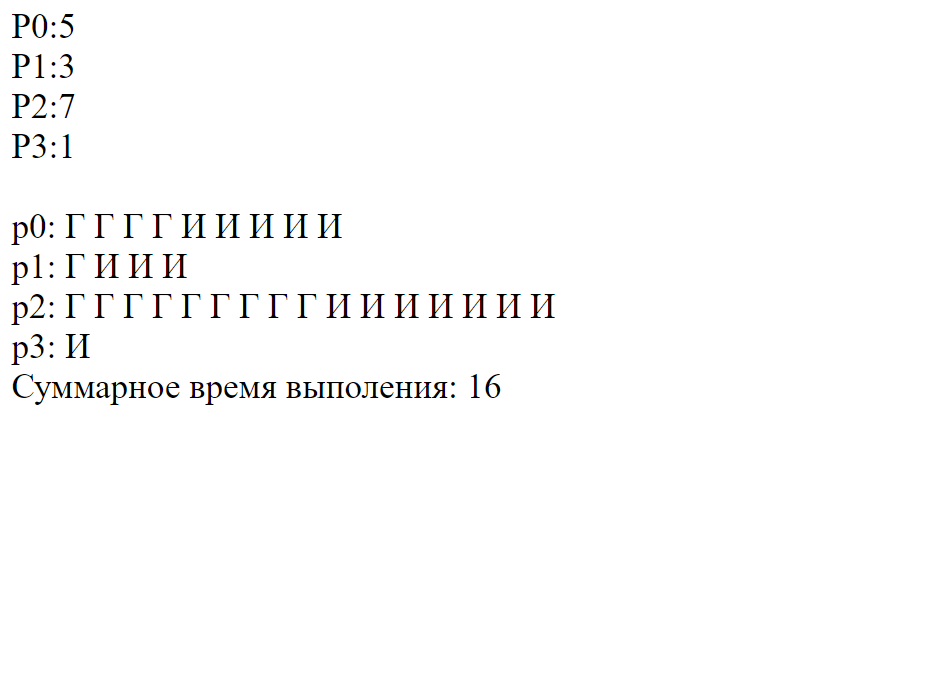 P0:5
P1:3
P2:7
P3:1
p0: Г Г Г Г И И И И И
p1: Г И И И
p2: Г Г Г Г Г Г Г Г Г И И И И И И И
p3: И
Суммарное время выполения: 16